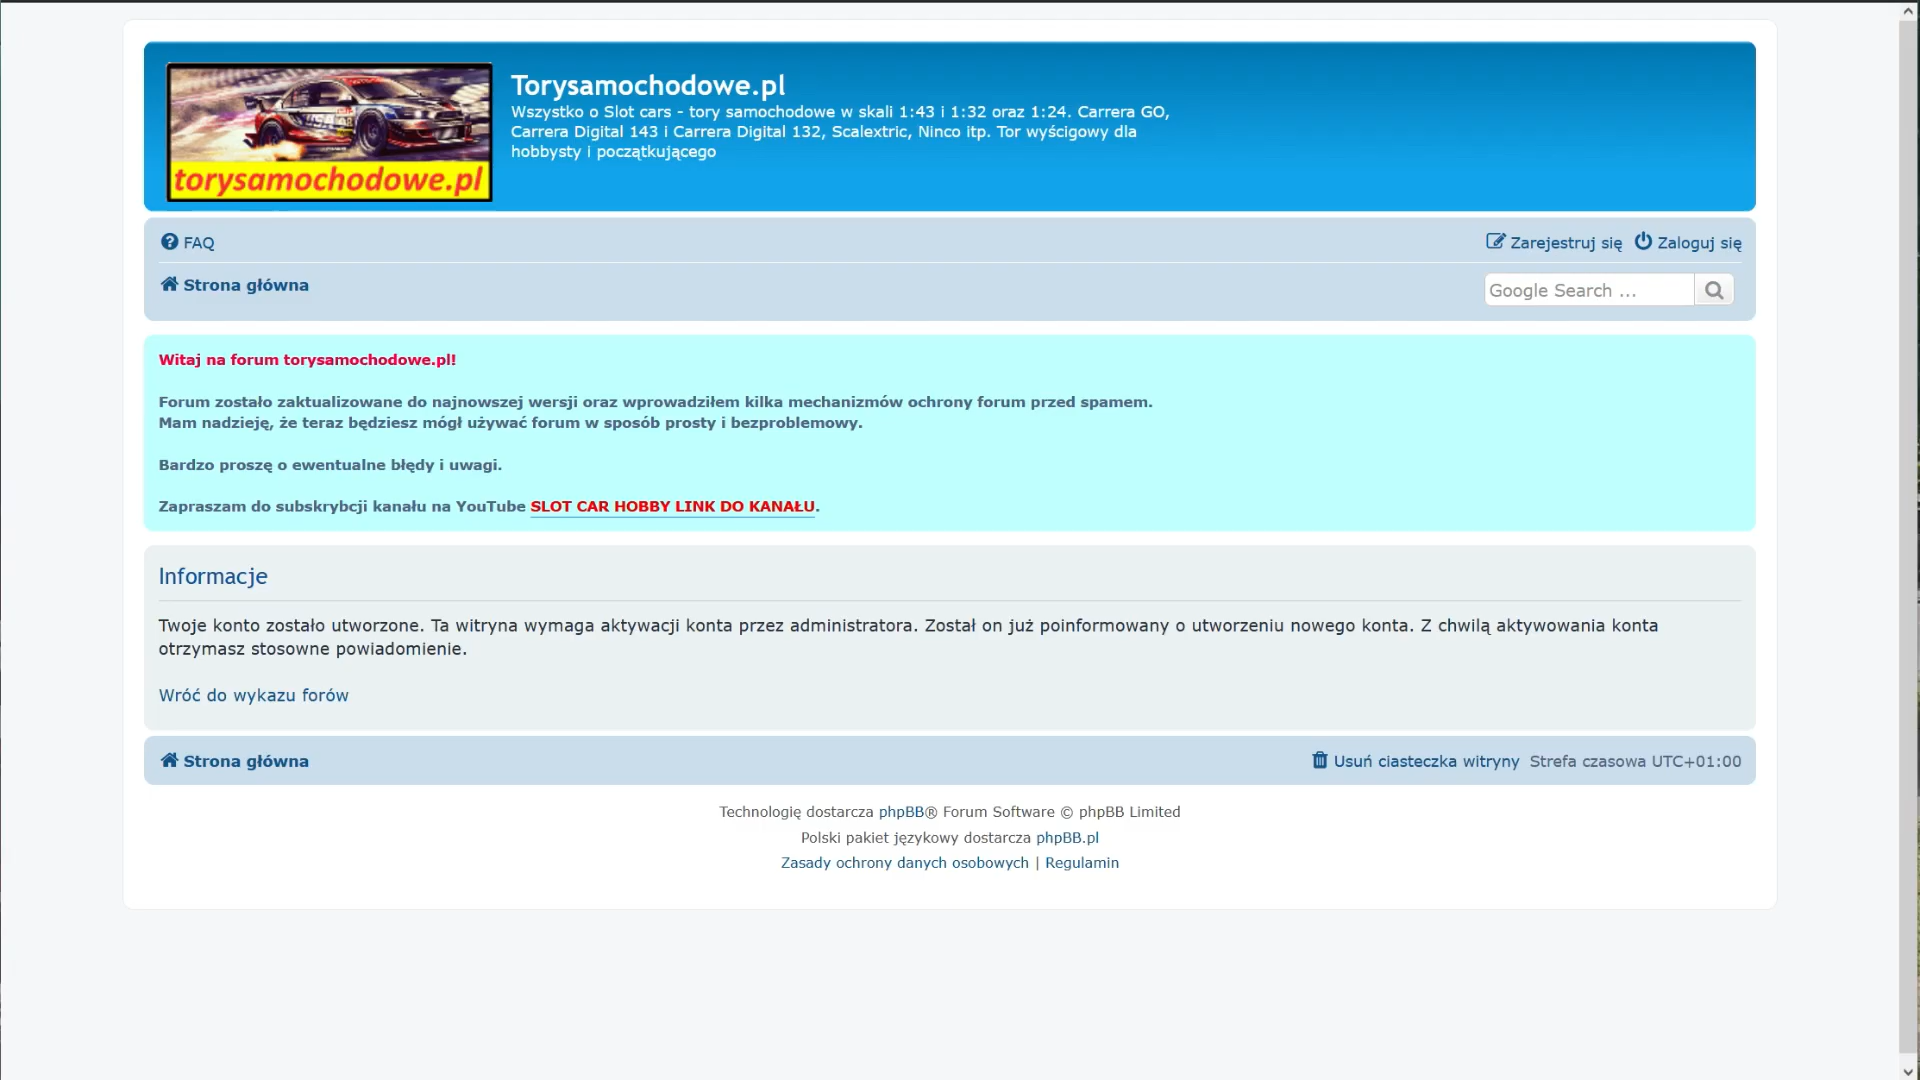 torysamochodowe.pl
Torysamochodowe.pl
Wszystko o Slot cars - tory samochodowe w skali 1:43 i 1:32 oraz 1:24. Carrera GO,
Carrera Digital 143 i Carrera Digital 132, Scalextric, Ninco itp. Tor wyścigowy dla
hobbysty i początkującego
FAQ
Zarejestruj się
Zaloguj się
Strona główna
Google Search ...
Witaj na forum torysamochodowe.pl!
Forum zostało zaktualizowane do najnowszej wersji oraz wprowadziłem kilka mechanizmów ochrony forum przed spamem.
Mam nadzieję, że teraz będziesz mógł używać forum w sposób prosty i bezproblemowy.
Bardzo proszę o ewentualne błędy i uwagi.
Zapraszam do subskrybcji kanału na YouTube SLOT CAR HOBBY LINK DO KANAŁU.
Informacje
Twoje konto zostało utworzone. Ta witryna wymaga aktywacji konta przez administratora. Został on już poinformowany o utworzeniu nowego konta. Z chwilą aktywowania konta
otrzymasz stosowne powiadomienie.
Wróć do wykazu forów
Strona główna
Usuń ciasteczka witryny
Strefa czasowa UTC+01:00
Technologię dostarcza phpBB® Forum Software © phpBB Limited
Polski pakiet językowy dostarcza phpBB.pl
Zasady ochrony danych osobowych | Regulamin